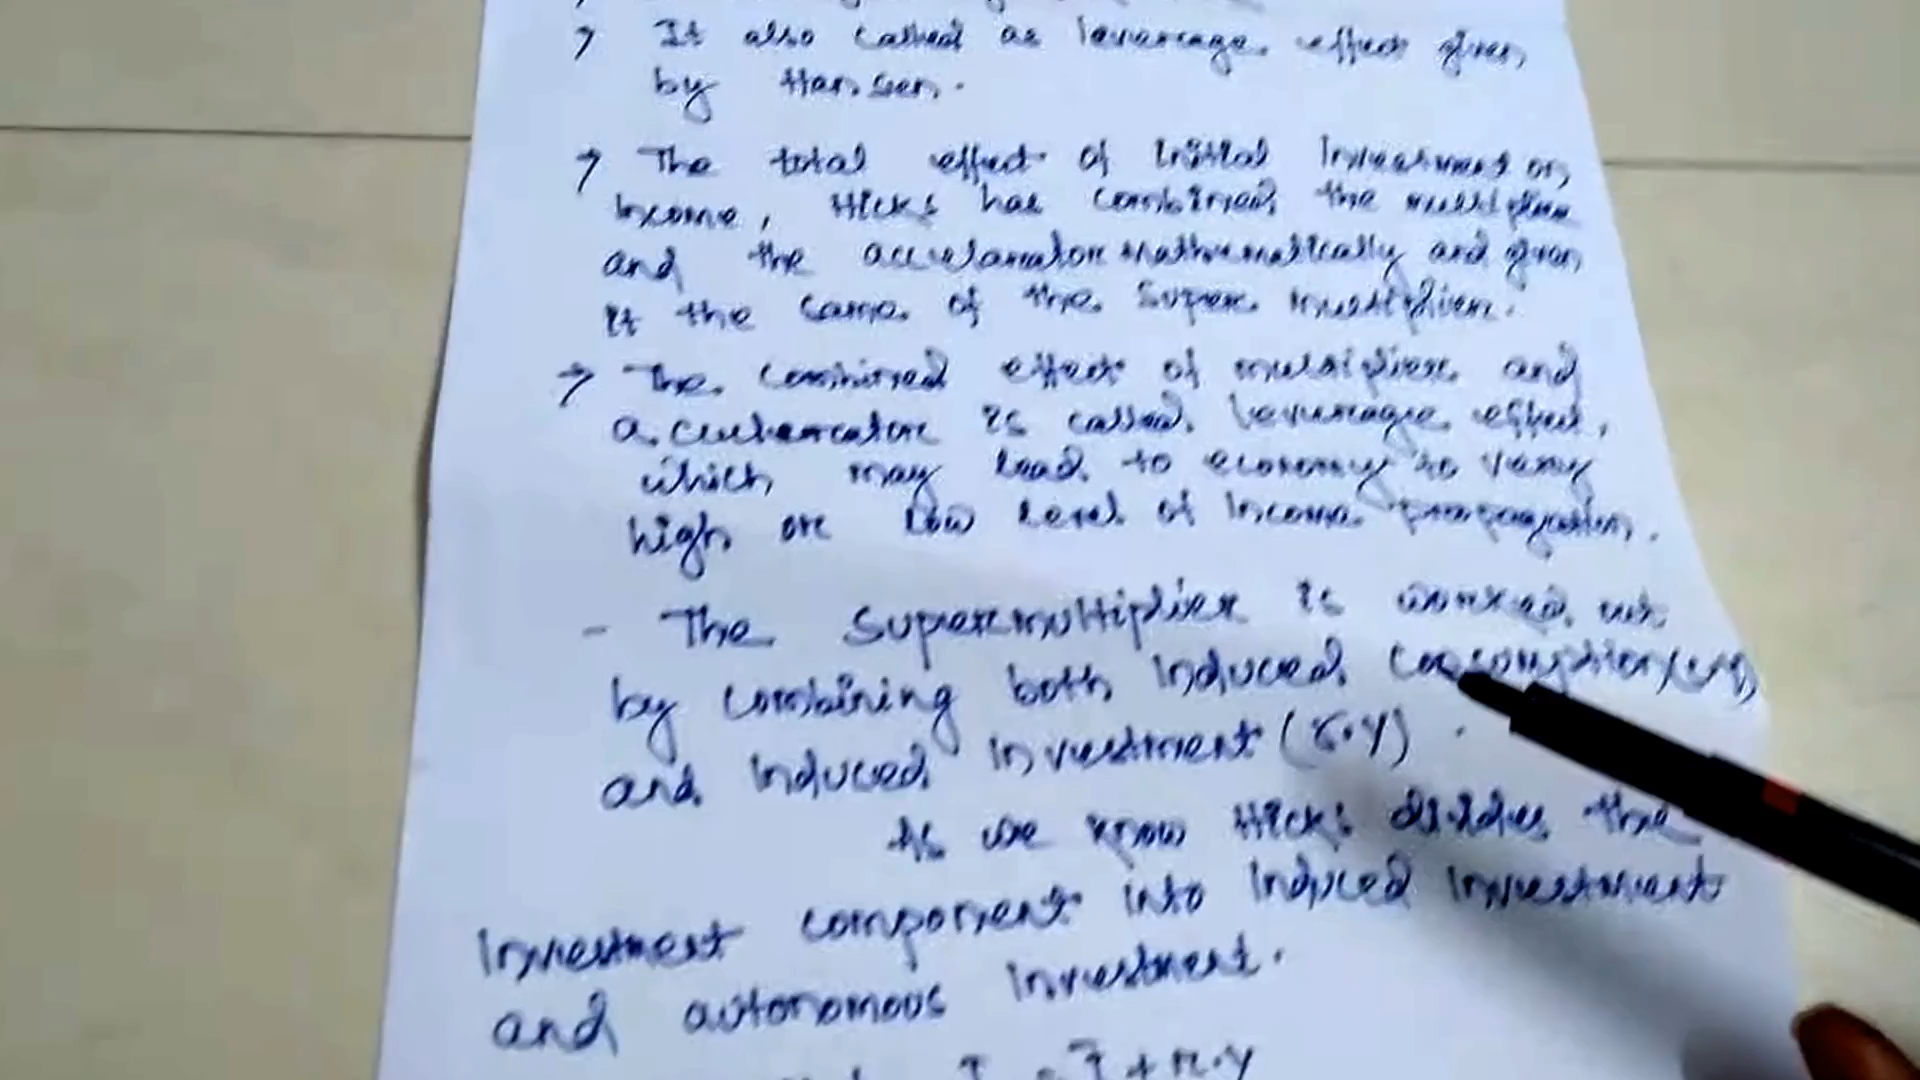 → It also called as leverage effect given
by Hansen.
→ The total effect of initial investment on
income, Hicks has combined the multiplier
and the accelarator mathematically and given
it the name of the Super multiplier.
→ The combined effect of multiplier and
accelerator is called leverage effect,
which may lead to economy to very
high or low level of income propagation.
- The Supermultiplier is worked out
by combining both induced consumption
and induced investment (r.y).
As we know Hicks divides the
investment component into induced investment
and autonomous investment.
I = Ī + r.y